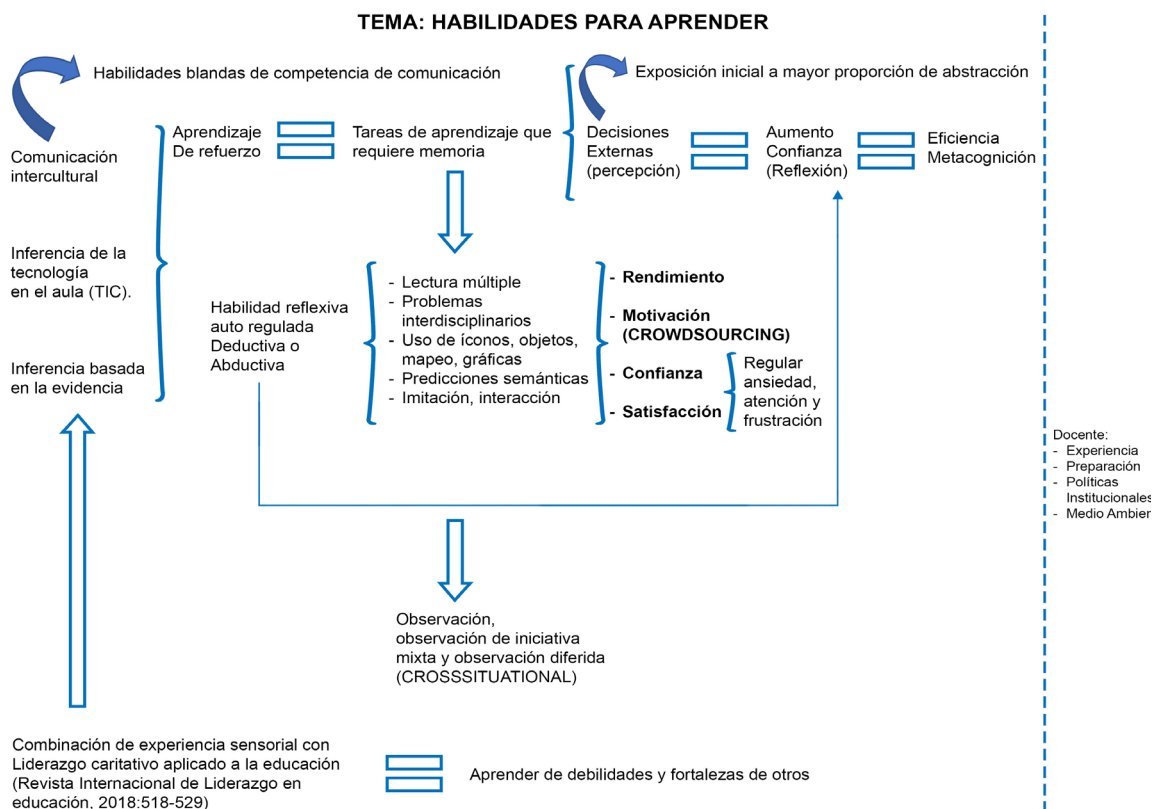 TEMA: HABILIDADES PARA APRENDER
Habilidades blandas de competencia de comunicación
Exposición inicial a mayor proporción de abstracción
Comunicación
intercultural
Aprendizaje
De refuerzo
Tareas de aprendizaje que
requiere memoria
Decisiones
Externas
(percepción)
Aumento
Confianza
(Reflexión)
Eficiencia
Metacognición
Inferencia de la
tecnología
en el aula (TIC).
Inferencia basada
en la evidencia
Habilidad reflexiva
auto regulada
Deductiva o
Abductiva
- Lectura múltiple
- Problemas
interdisciplinarios
- Uso de íconos, objetos,
mapeo, gráficas
- Predicciones semánticas
- Imitación, interacción
- Rendimiento
- Motivación
(CROWDSOURCING)
- Confianza
- Satisfacción
Regular
ansiedad,
atención y
frustración
Docente:
- Experiencia
- Preparación
- Políticas
Institucionales
- Medio Ambien
Observación,
observación de iniciativa
mixta y observación diferida
(CROSSSITUATIONAL)
Combinación de experiencia sensorial con
Liderazgo caritativo aplicado a la educación
(Revista Internacional de Liderazgo en
educación, 2018:518-529)
Aprender de debilidades y fortalezas de otros